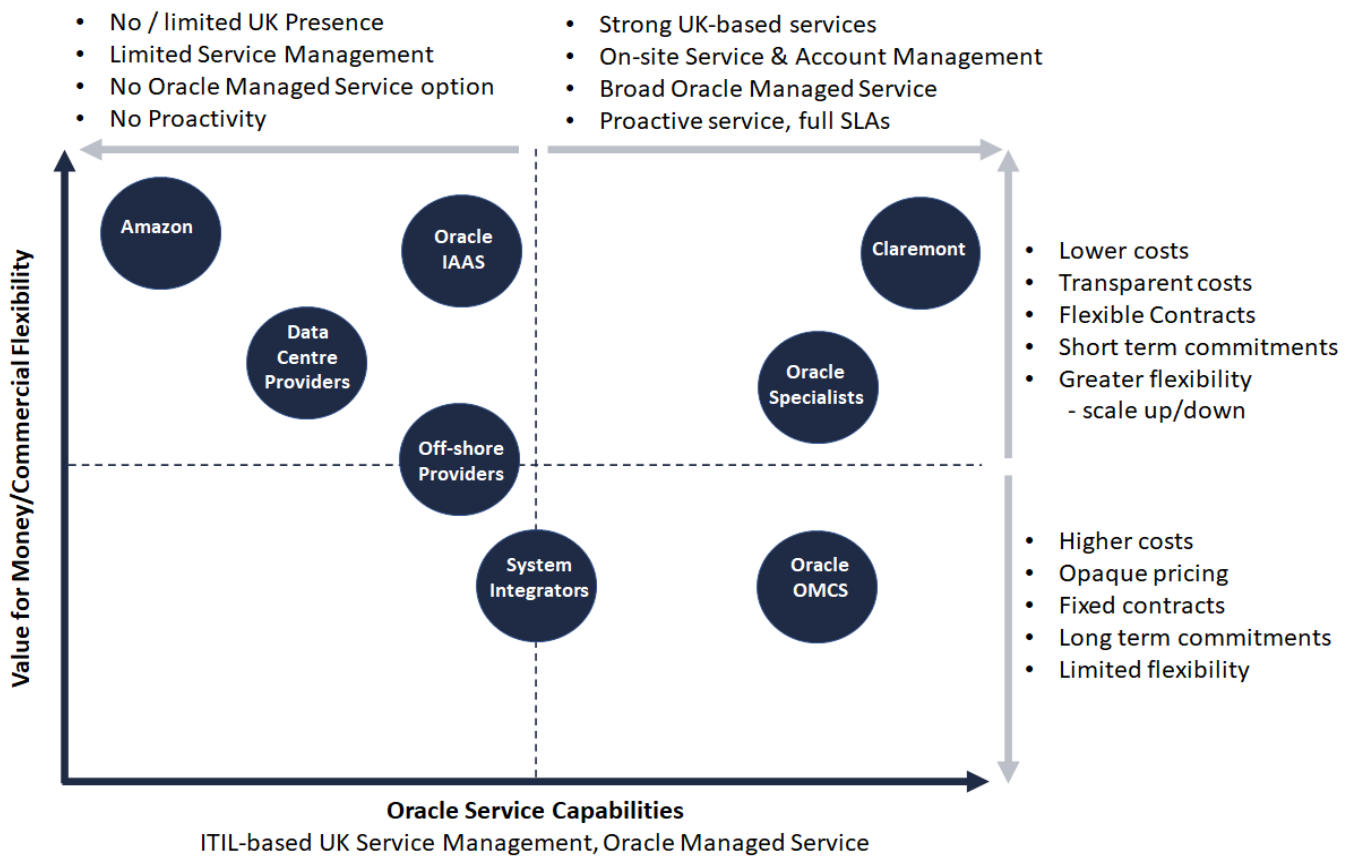 • No / limited UK Presence
• Limited Service Management
• No Oracle Managed Service option
• No Proactivity
• Strong UK-based services
• On-site Service & Account Management
• Broad Oracle Managed Service
• Proactive service, full SLAs
Value for Money/Commercial Flexibility
Amazon
Oracle
IAAS
Claremont
Data
Centre
Providers
Oracle
Specialists
Off-shore
Providers
System
Integrators
Oracle
OMCS
• Lower costs
• Transparent costs
• Flexible Contracts
• Short term commitments
• Greater flexibility
- scale up/down
• Higher costs
• Opaque pricing
• Fixed contracts
• Long term commitments
• Limited flexibility
Oracle Service Capabilities
ITIL-based UK Service Management, Oracle Managed Service